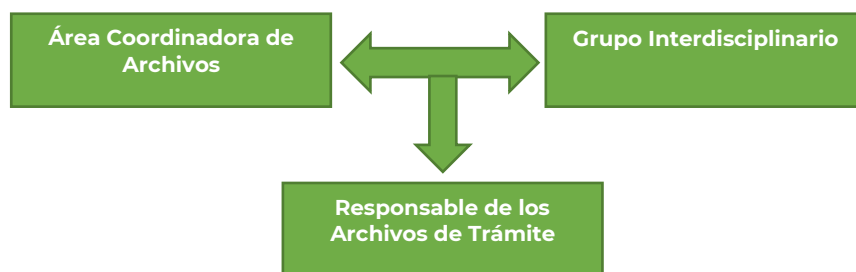 Área Coordinadora de
Archivos
Grupo Interdisciplinario
Responsable de los
Archivos de Trámite